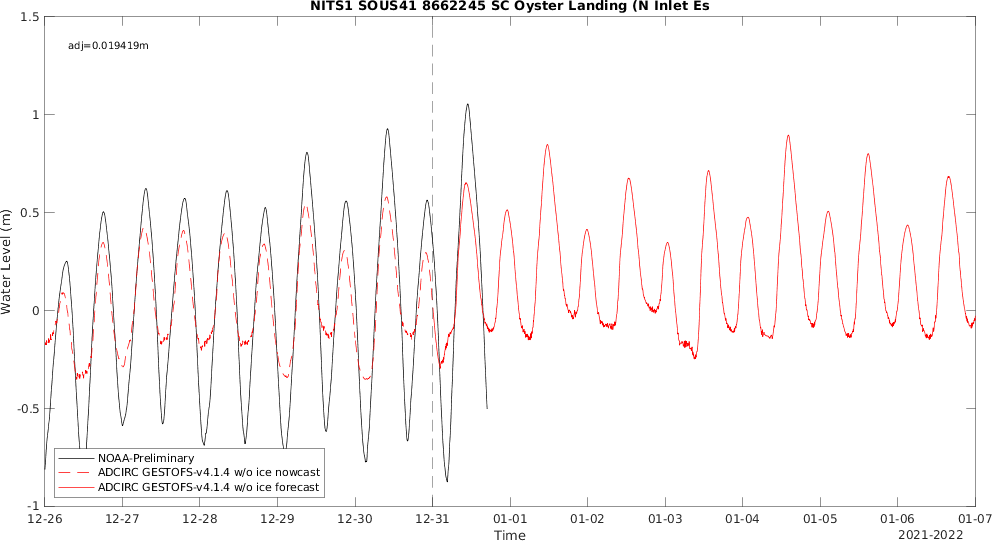 NITS1 SOUS41 8662245 SC Oyster Landing (N Inlet Es
adj=0.019419m
Water Level (m)
1.5
1
0.5
0
-0.5
-1
NOAA-Preliminary
ADCIRC GESTOFS-v4.1.4 w/o ice nowcast
ADCIRC GESTOFS-v4.1.4 w/o ice forecast
12-26 12-27 12-28 12-29 12-30 12-31 01-01 01-02 01-03 01-04 01-05 01-06 01-07
Time
2021-2022